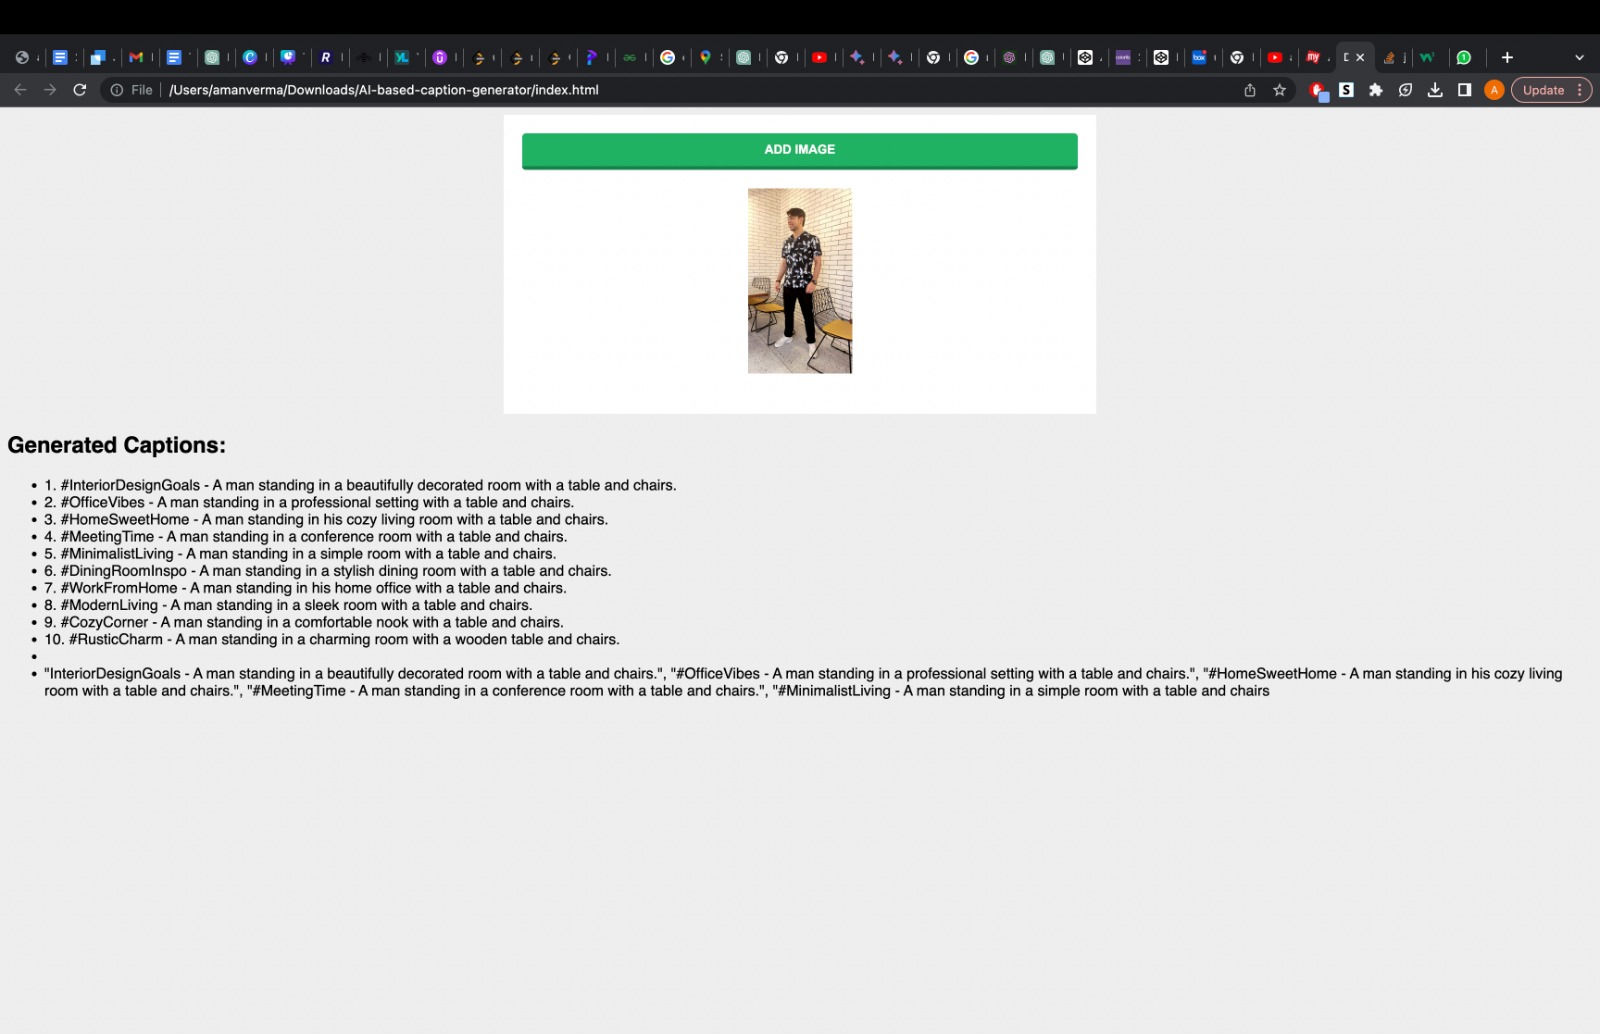 File
/Users/amanverma/Downloads/AI-based-caption-generator/index.html
A
Update
ADD IMAGE
Generated Captions:
• 1. #InteriorDesignGoals - A man standing in a beautifully decorated room with a table and chairs.
• 2. #OfficeVibes - A man standing in a professional setting with a table and chairs.
• 3. #HomeSweetHome - A man standing in his cozy living room with a table and chairs.
• 4. #MeetingTime - A man standing in a conference room with a table and chairs.
• 5. #MinimalistLiving - A man standing in a simple room with a table and chairs.
• 6. #DiningRoomInspo - A man standing in a stylish dining room with a table and chairs.
• 7. #WorkFromHome - A man standing in his home office with a table and chairs.
• 8. #ModernLiving - A man standing in a sleek room with a table and chairs.
• 9. #CozyCorner - A man standing in a comfortable nook with a table and chairs.
• 10. #RusticCharm - A man standing in a charming room with a wooden table and chairs.
•
• "InteriorDesignGoals - A man standing in a beautifully decorated room with a table and chairs.", "#OfficeVibes - A man standing in a professional setting with a table and chairs.", "#HomeSweetHome - A man standing in his cozy living
room with a table and chairs.", "#MeetingTime - A man standing in a conference room with a table and chairs.", "#MinimalistLiving - A man standing in a simple room with a table and chairs